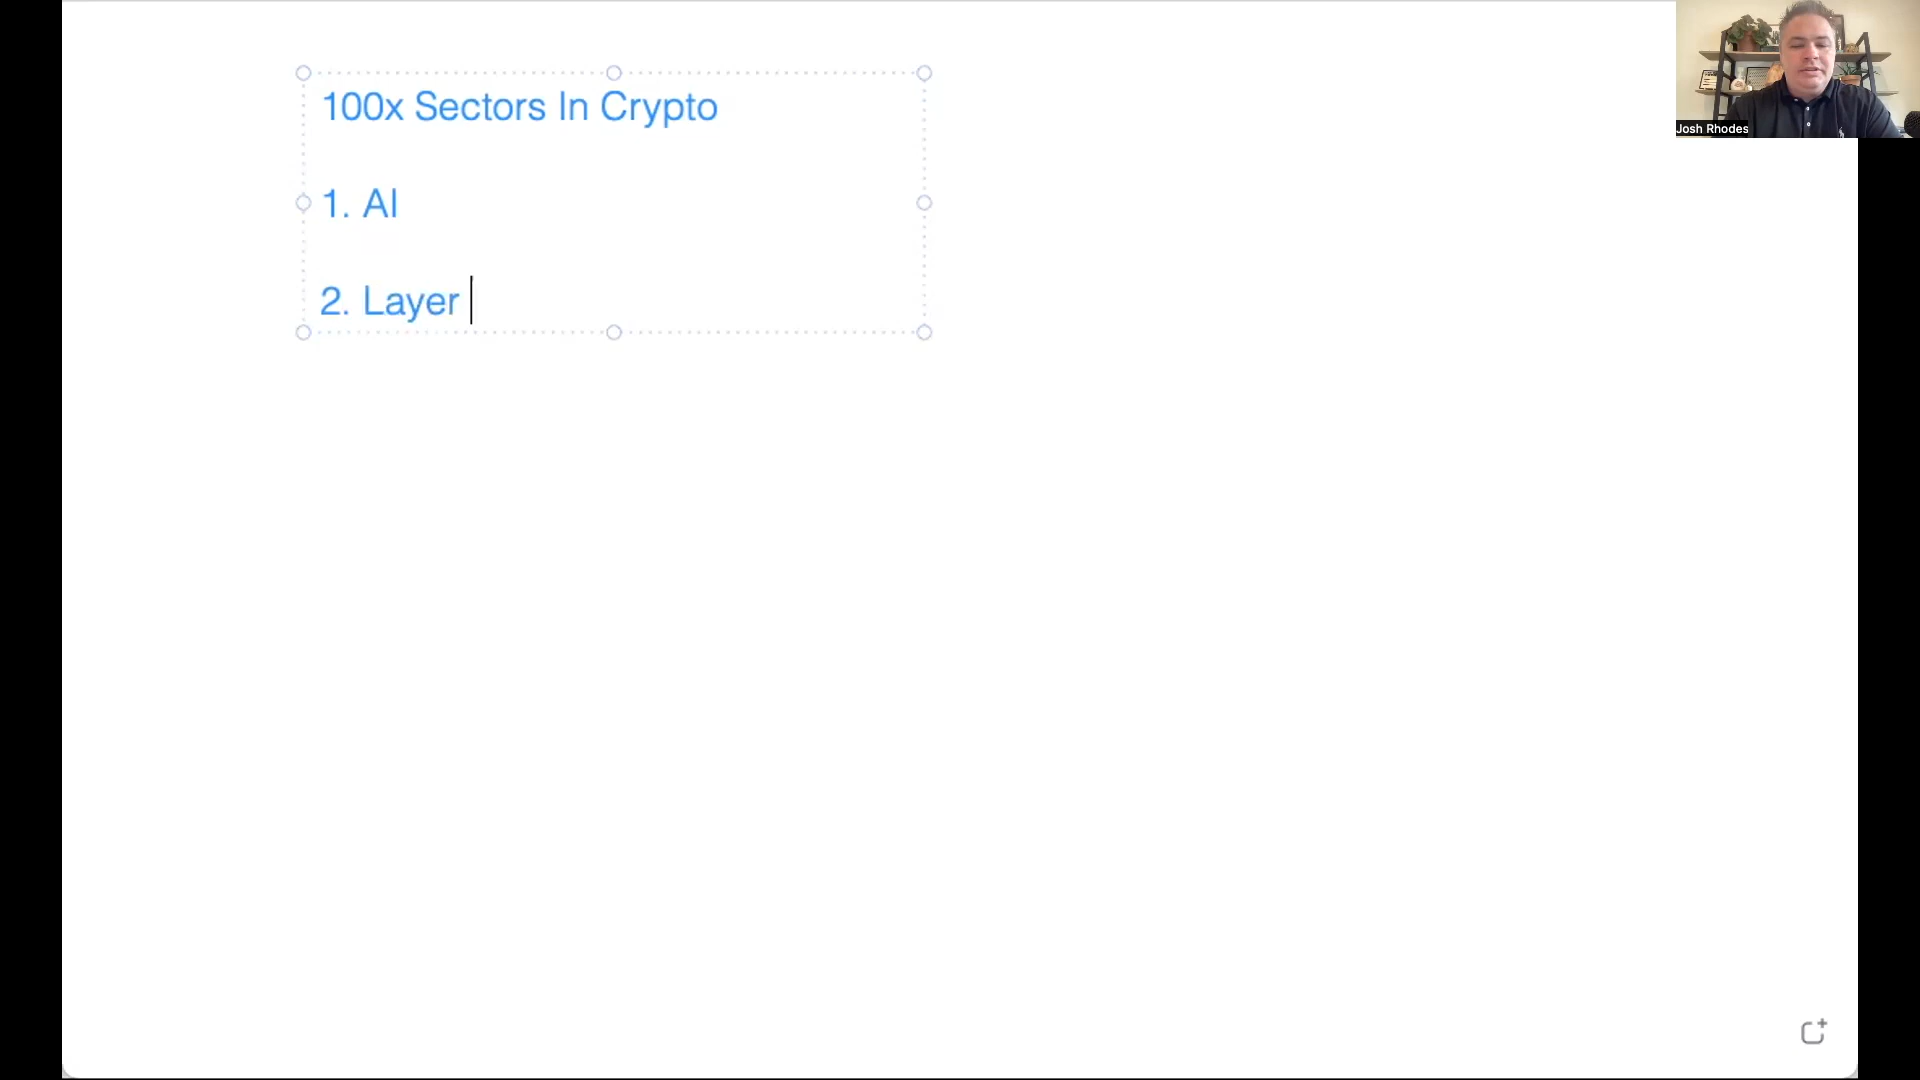 100x Sectors In Crypto
1. AI
2. Layer
Josh Rhodes